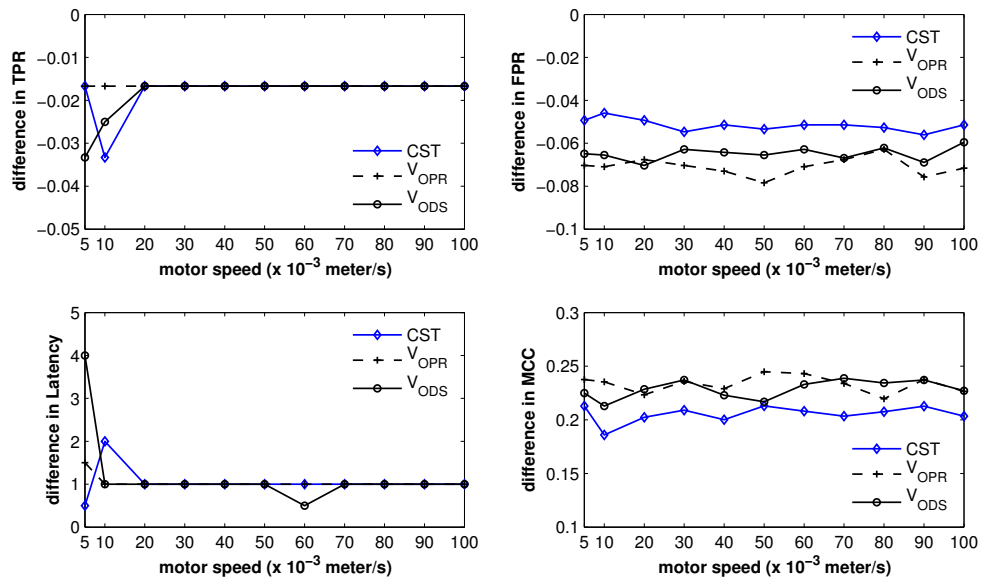 0
−0.01
−0.02
−0.03
−0.04
−0.05
difference in TPR
CST
V_OPR
V_ODS
5 10 20 30 40 50 60 70 80 90 100
motor speed (x 10⁻³ meter/s)
0
−0.02
−0.04
−0.06
−0.08
−0.1
difference in FPR
CST
V_OPR
V_ODS
5 10 20 30 40 50 60 70 80 90 100
motor speed (x 10⁻³ meter/s)
5
4
3
2
1
0
difference in Latency
CST
V_OPR
V_ODS
5 10 20 30 40 50 60 70 80 90 100
motor speed (x 10⁻³ meter/s)
0.3
0.25
0.2
0.15
0.1
difference in MCC
CST
V_OPR
V_ODS
5 10 20 30 40 50 60 70 80 90 100
motor speed (x 10⁻³ meter/s)